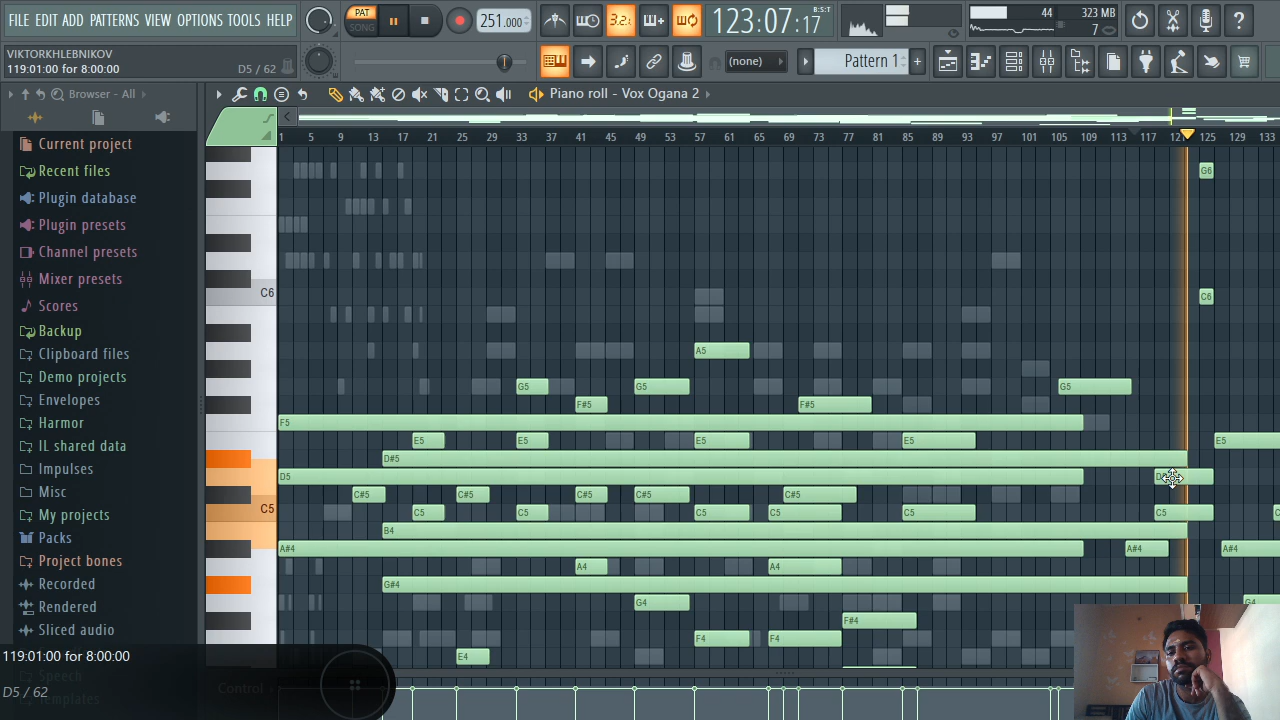 FILE EDIT ADD PATTERNS VIEW OPTIONS TOOLS HELP
PAT
SONG
251.000
3.2.
123:07:17
B:S:T
44
323 MB
7
VIKTORKHLEBNIKOV
119:01:00 for 8:00:00
D5 / 62
(none)
Pattern 1
Browser - All
Piano roll - Vox Ogana 2
1 5 9 13 17 21 25 29 33 37 41 45 49 53 57 61 65 69 73 77 81 85 89 93 97 101 105 109 113 117 121 125 129 133
Current project
Recent files
Plugin database
Plugin presets
Channel presets
Mixer presets
Scores
Backup
Clipboard files
Demo projects
Envelopes
Harmor
IL shared data
Impulses
Misc
My projects
Packs
Project bones
Recorded
Rendered
Sliced audio
Speech
Templates
G6
C6
C6
A5
G5 G5 G5
F#5 F#5
F5
E5 E5 E5 E5 E5
D#5
D5
C#5 C#5 C#5 C#5 C#5
C5
C5 C5 C5 C5 C5 C5
B4
A#4 A#4 A#4
A4 A4
G#4
G4 G4
F#4
F4 F4
E4
119:01:00 for 8:00:00
D5 / 62
Control